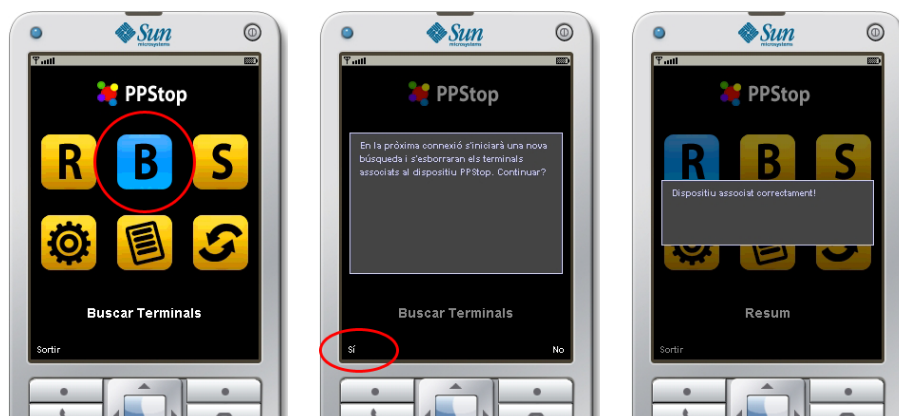 Sun
microsystems
PPStop
R B S
Buscar Terminals
Sortir
Sun
microsystems
PPStop
En la pròxima connexió s'iniciarà una nova
búsqueda i s'esborraran els terminals
associats al dispositiu PPStop. Continuar?
Buscar Terminals
Sí No
Sun
microsystems
PPStop
R B S
Dispositiu associat correctament!
Resum
Sortir